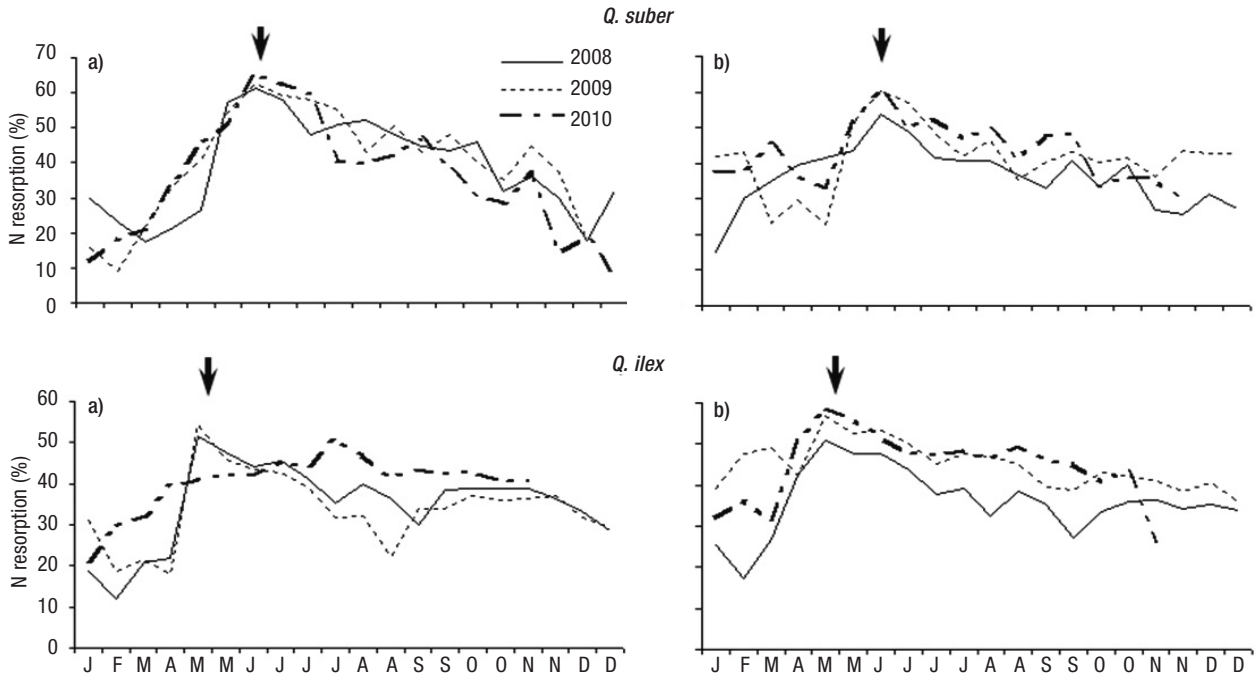 Q. suber
N resorption (%)
70
60
50
40
30
20
10
0
a)
2008
2009
2010
b)
Q. ilex
N resorption (%)
60
50
40
30
20
10
0
a)
J F M A M M J J J A A S S O O N N D D
b)
J F M A M M J J J A A S S O O N N D D